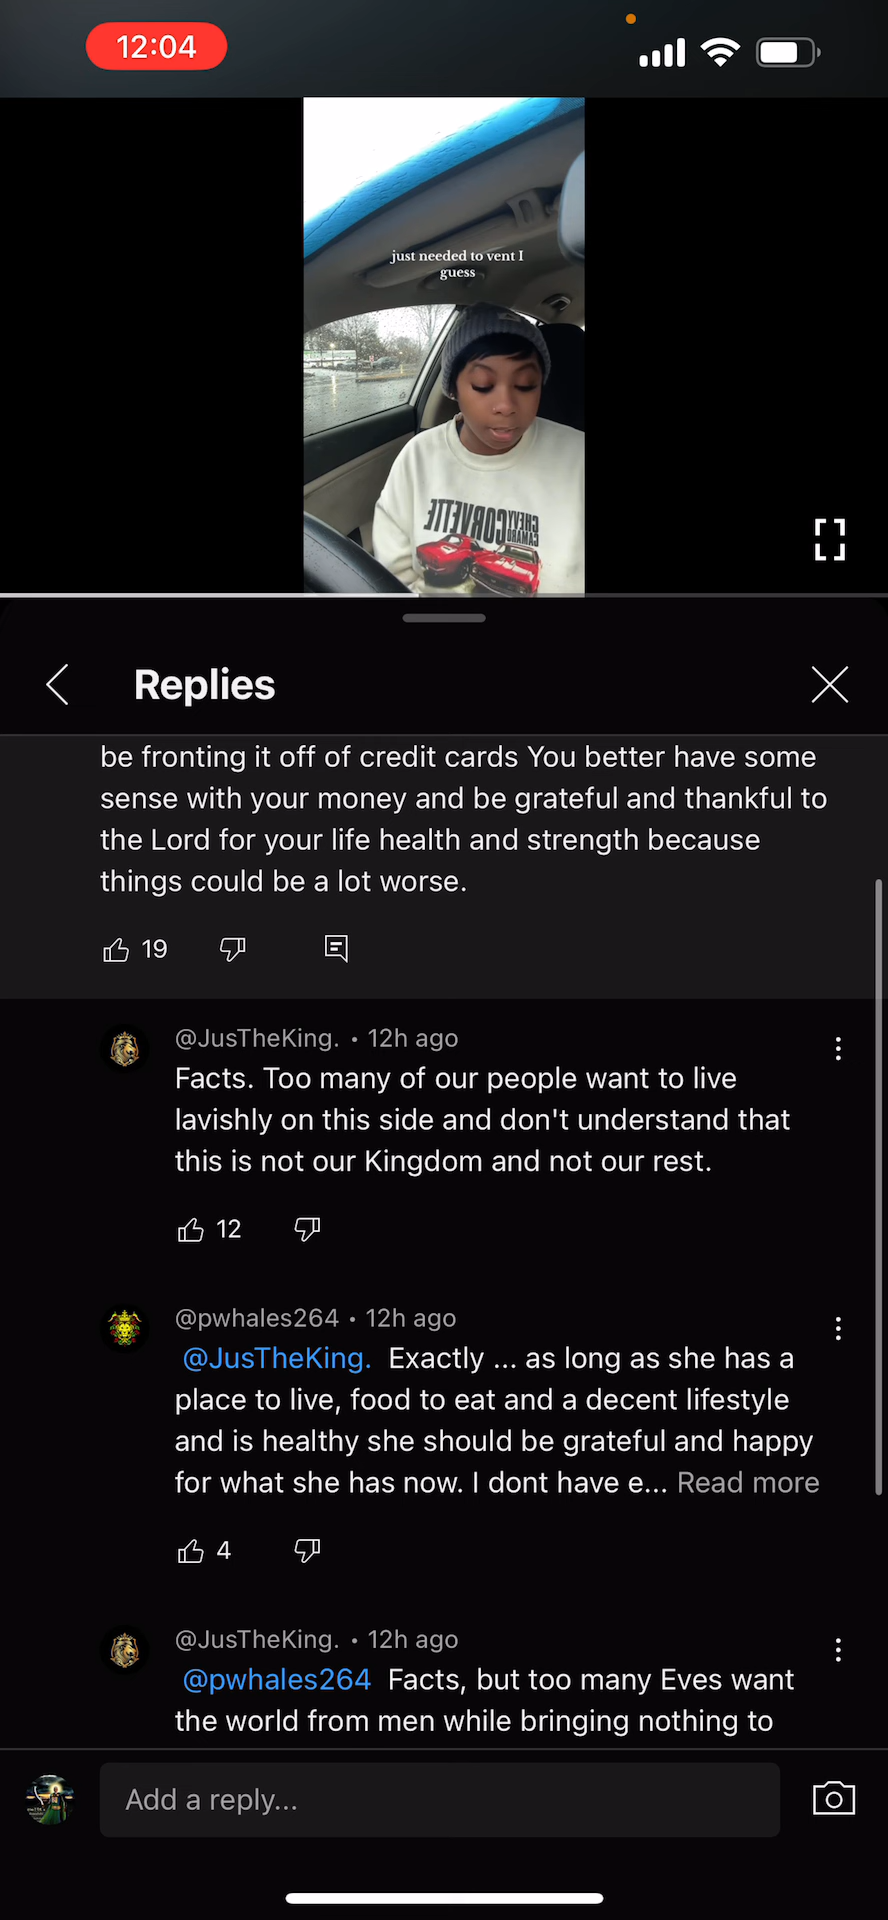 12:04
just needed to vent I
guess
CHEVY CORVETTE
CAMARO
Replies
be fronting it off of credit cards You better have some
sense with your money and be grateful and thankful to
the Lord for your life health and strength because
things could be a lot worse.
19
@JusTheKing. • 12h ago
Facts. Too many of our people want to live
lavishly on this side and don't understand that
this is not our Kingdom and not our rest.
12
@pwhales264 • 12h ago
@JusTheKing. Exactly ... as long as she has a
place to live, food to eat and a decent lifestyle
and is healthy she should be grateful and happy
for what she has now. I dont have e... Read more
4
@JusTheKing. • 12h ago
@pwhales264 Facts, but too many Eves want
the world from men while bringing nothing to
Add a reply...